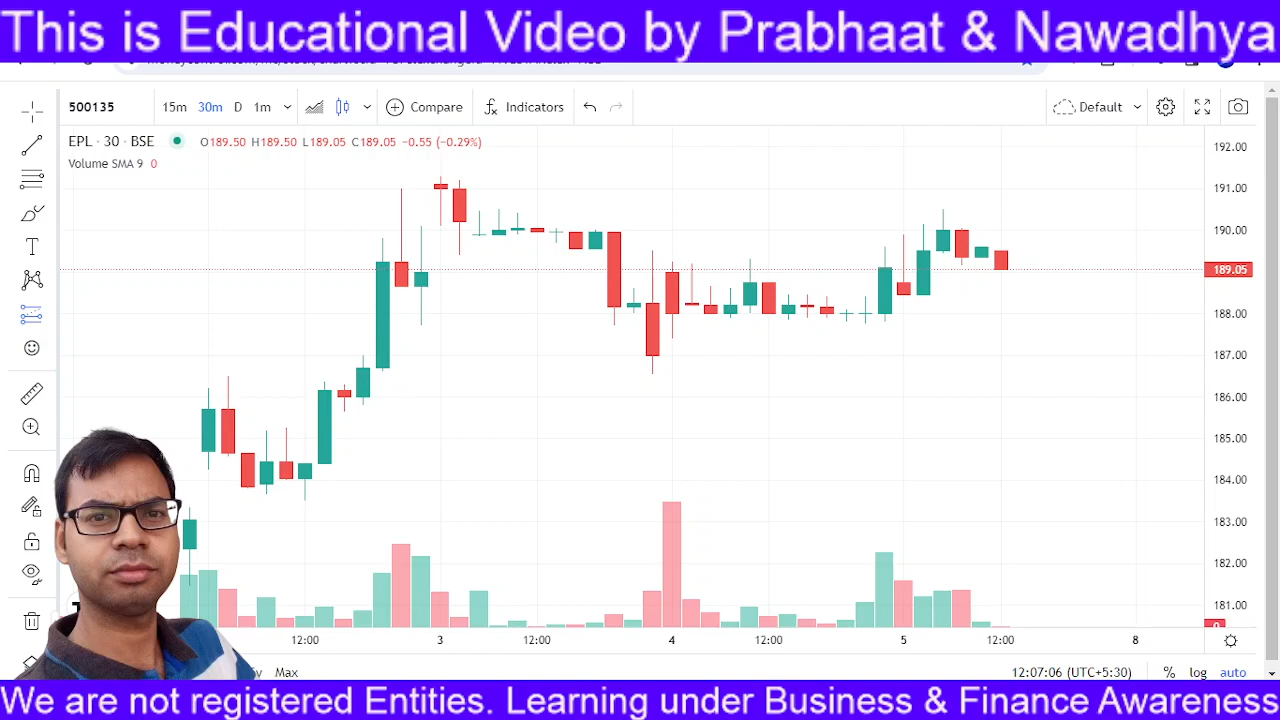 This is Educational Video by Prabhaat & Nawadhya
500135 15m 30m D 1m Compare Indicators Default
EPL · 30 · BSE O189.50 H189.50 L189.05 C189.05 −0.55 (−0.29%)
Volume SMA 9 0
192.00
191.00
190.00
189.05
188.00
187.00
186.00
185.00
184.00
183.00
182.00
181.00
0
12:00 3 12:00 4 12:00 5 12:00 8
Max 12:07:06 (UTC+5:30) % log auto
We are not registered Entities. Learning under Business & Finance Awareness